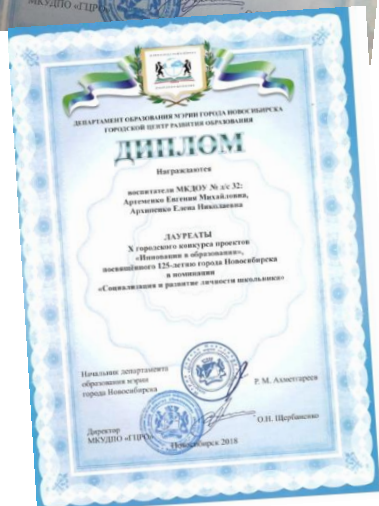 МКУДПО «ГЦРО»
ДЕПАРТАМЕНТ ОБРАЗОВАНИЯ МЭРИИ ГОРОДА НОВОСИБИРСКА
ГОРОДСКОЙ ЦЕНТР РАЗВИТИЯ ОБРАЗОВАНИЯ
ДИПЛОМ
Награждаются
воспитатели МКДОУ № д/с 32:
Артеменко Евгения Михайловна,
Архипенко Елена Николаевна
ЛАУРЕАТЫ
X городского конкурса проектов
«Инновации в образовании»,
посвящённого 125-летию города Новосибирска
в номинации
«Социализация и развитие личности школьника»
Начальник департамента
образования мэрии
города Новосибирска
Р. М. Ахметгареев
Директор
МКУДПО «ГЦРО»
О.Н. Щербаненко
Новосибирск 2018